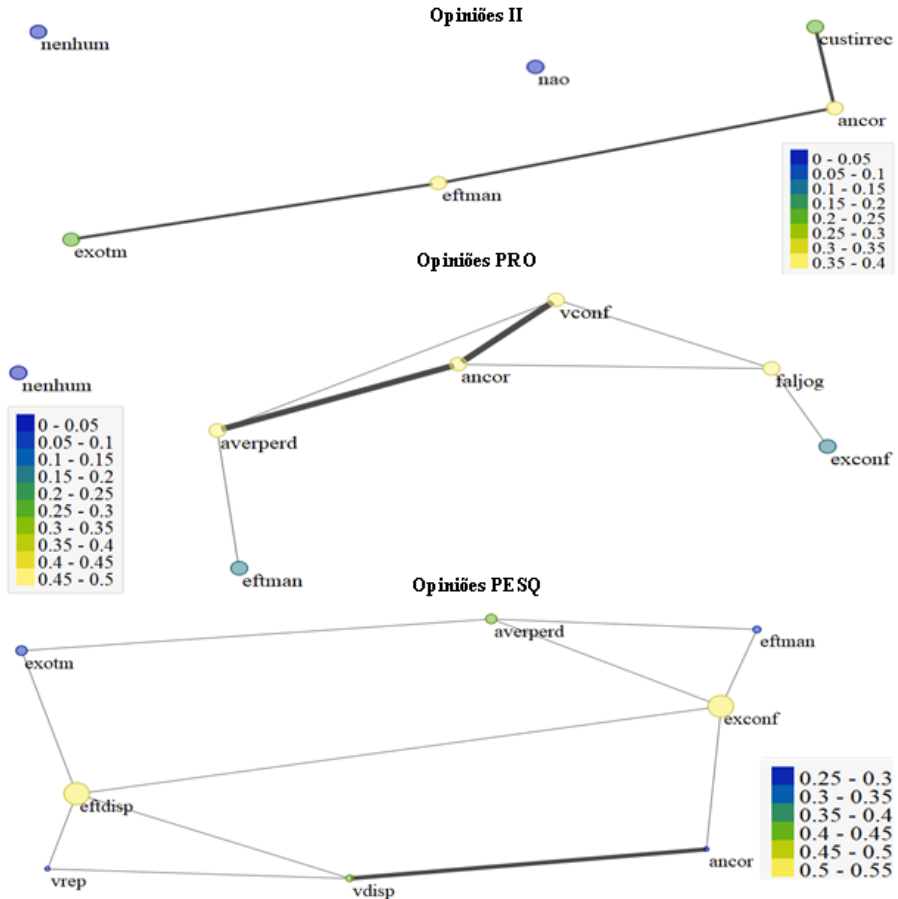 Opiniões II
nenhum
custirrec
nao
ancor
eftman
exotm
0 - 0.05
0.05 - 0.1
0.1 - 0.15
0.15 - 0.2
0.2 - 0.25
0.25 - 0.3
0.3 - 0.35
0.35 - 0.4
Opiniões PRO
vconf
nenhum
ancor
faljog
averperd
exconf
eftman
0 - 0.05
0.05 - 0.1
0.1 - 0.15
0.15 - 0.2
0.2 - 0.25
0.25 - 0.3
0.3 - 0.35
0.35 - 0.4
0.4 - 0.45
0.45 - 0.5
Opiniões PESQ
averperd
eftman
exotm
exconf
eftdisp
ancor
vrep
vdisp
0.25 - 0.3
0.3 - 0.35
0.35 - 0.4
0.4 - 0.45
0.45 - 0.5
0.5 - 0.55